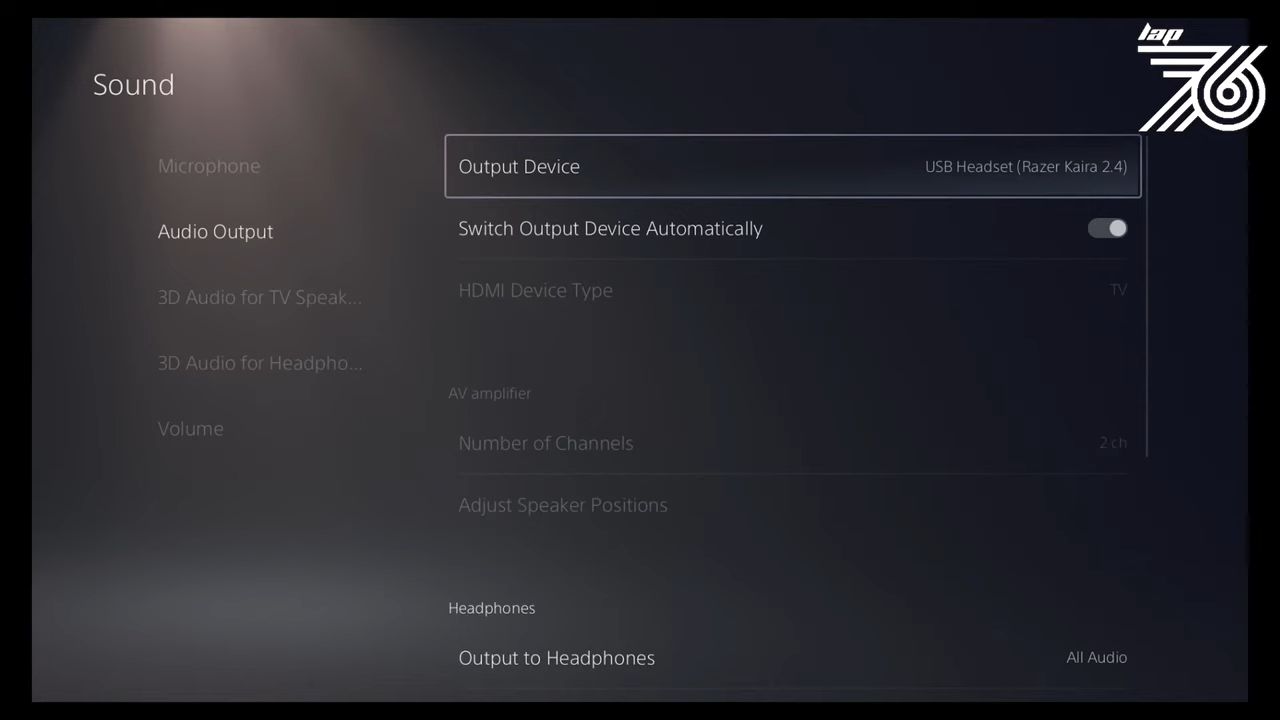 lap
76
Sound
Microphone
Audio Output
3D Audio for TV Speak...
3D Audio for Headpho...
Volume
Output Device
USB Headset (Razer Kaira 2.4)
Switch Output Device Automatically
HDMI Device Type
TV
AV amplifier
Number of Channels
2 ch
Adjust Speaker Positions
Headphones
Output to Headphones
All Audio